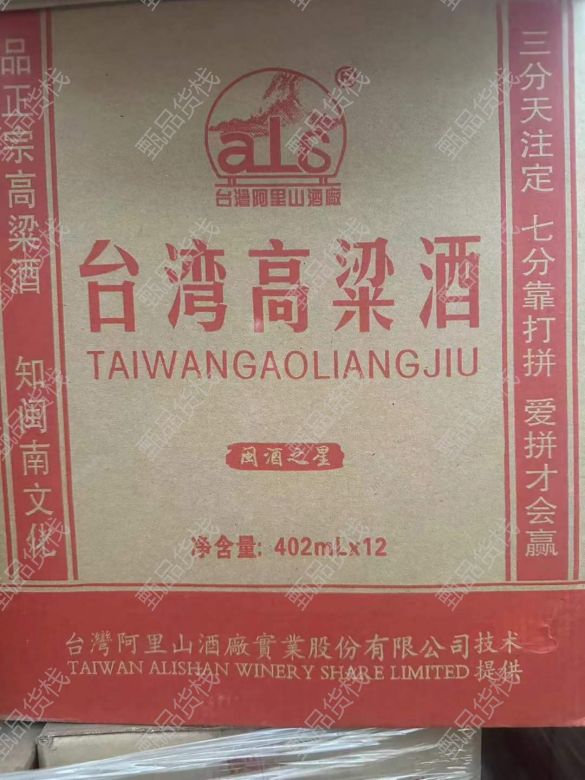 品正宗高粱酒 知闽南文化
als
®
台灣阿里山酒廠
台湾高粱酒
TAIWANGAOLIANGJIU
闽酒之星
净含量: 402mLx12
三分天注定 七分靠打拼 爱拼才会赢
台灣阿里山酒廠實業股份有限公司技术
TAIWAN ALISHAN WINERY SHARE LIMITED 提供
甄品货栈